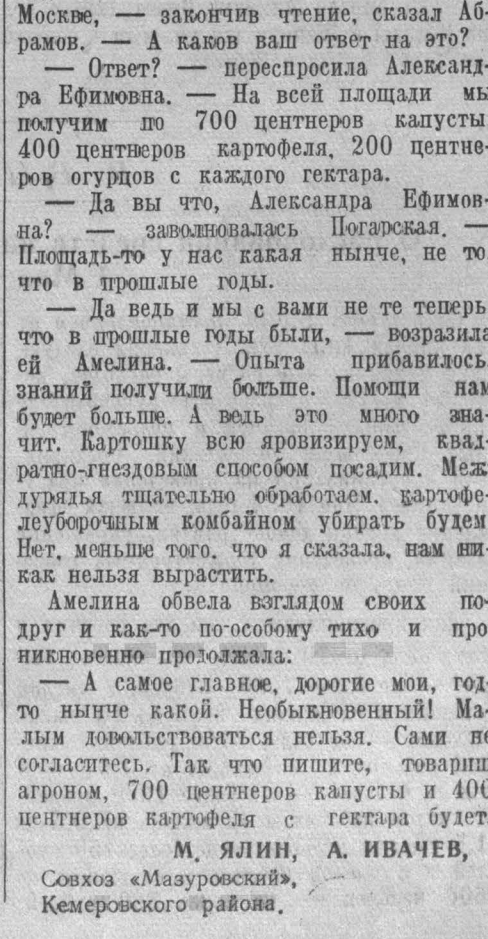 Москве, — закончив чтение, сказал Аб-
рамов. — А каков ваш ответ на это?
— Ответ? — переспросила Александ-
ра Ефимовна. — На всей площади мы
получим по 700 центнеров капусты
400 центнеров картофеля, 200 центне-
ров огурцов с каждого гектара.
— Да вы что, Александра Ефимов-
на? — заволновалась Погарская. —
Площадь-то у нас какая нынче, не то
что в прошлые годы.
— Да ведь и мы с вами не те теперь
что в прошлые годы были, — возразила
ей Амелина. — Опыта прибавилось
знаний получили больше. Помощи нам
будет больше. А ведь это много зна-
чит. Картошку всю яровизируем, квад-
ратно-гнездовым способом посадим. Меж
дурядья тщательно обработаем, картофе-
леуборочным комбайном убирать будем
Нет, меньше того, что я сказала, нам ни-
как нельзя вырастить.
Амелина обвела взглядом своих по-
друг и как-то по-особому тихо и про
никновенно продолжала:
— А самое главное, дорогие мои, год-
то нынче какой. Необыкновенный! Ма-
лым довольствоваться нельзя. Сами не
согласитесь. Так что пишите, товарищ
агроном, 700 центнеров капусты и 400
центнеров картофеля с гектара будет
М. ЯЛИН, А. ИВАЧЕВ,
Совхоз «Мазуровский»,
Кемеровского района.